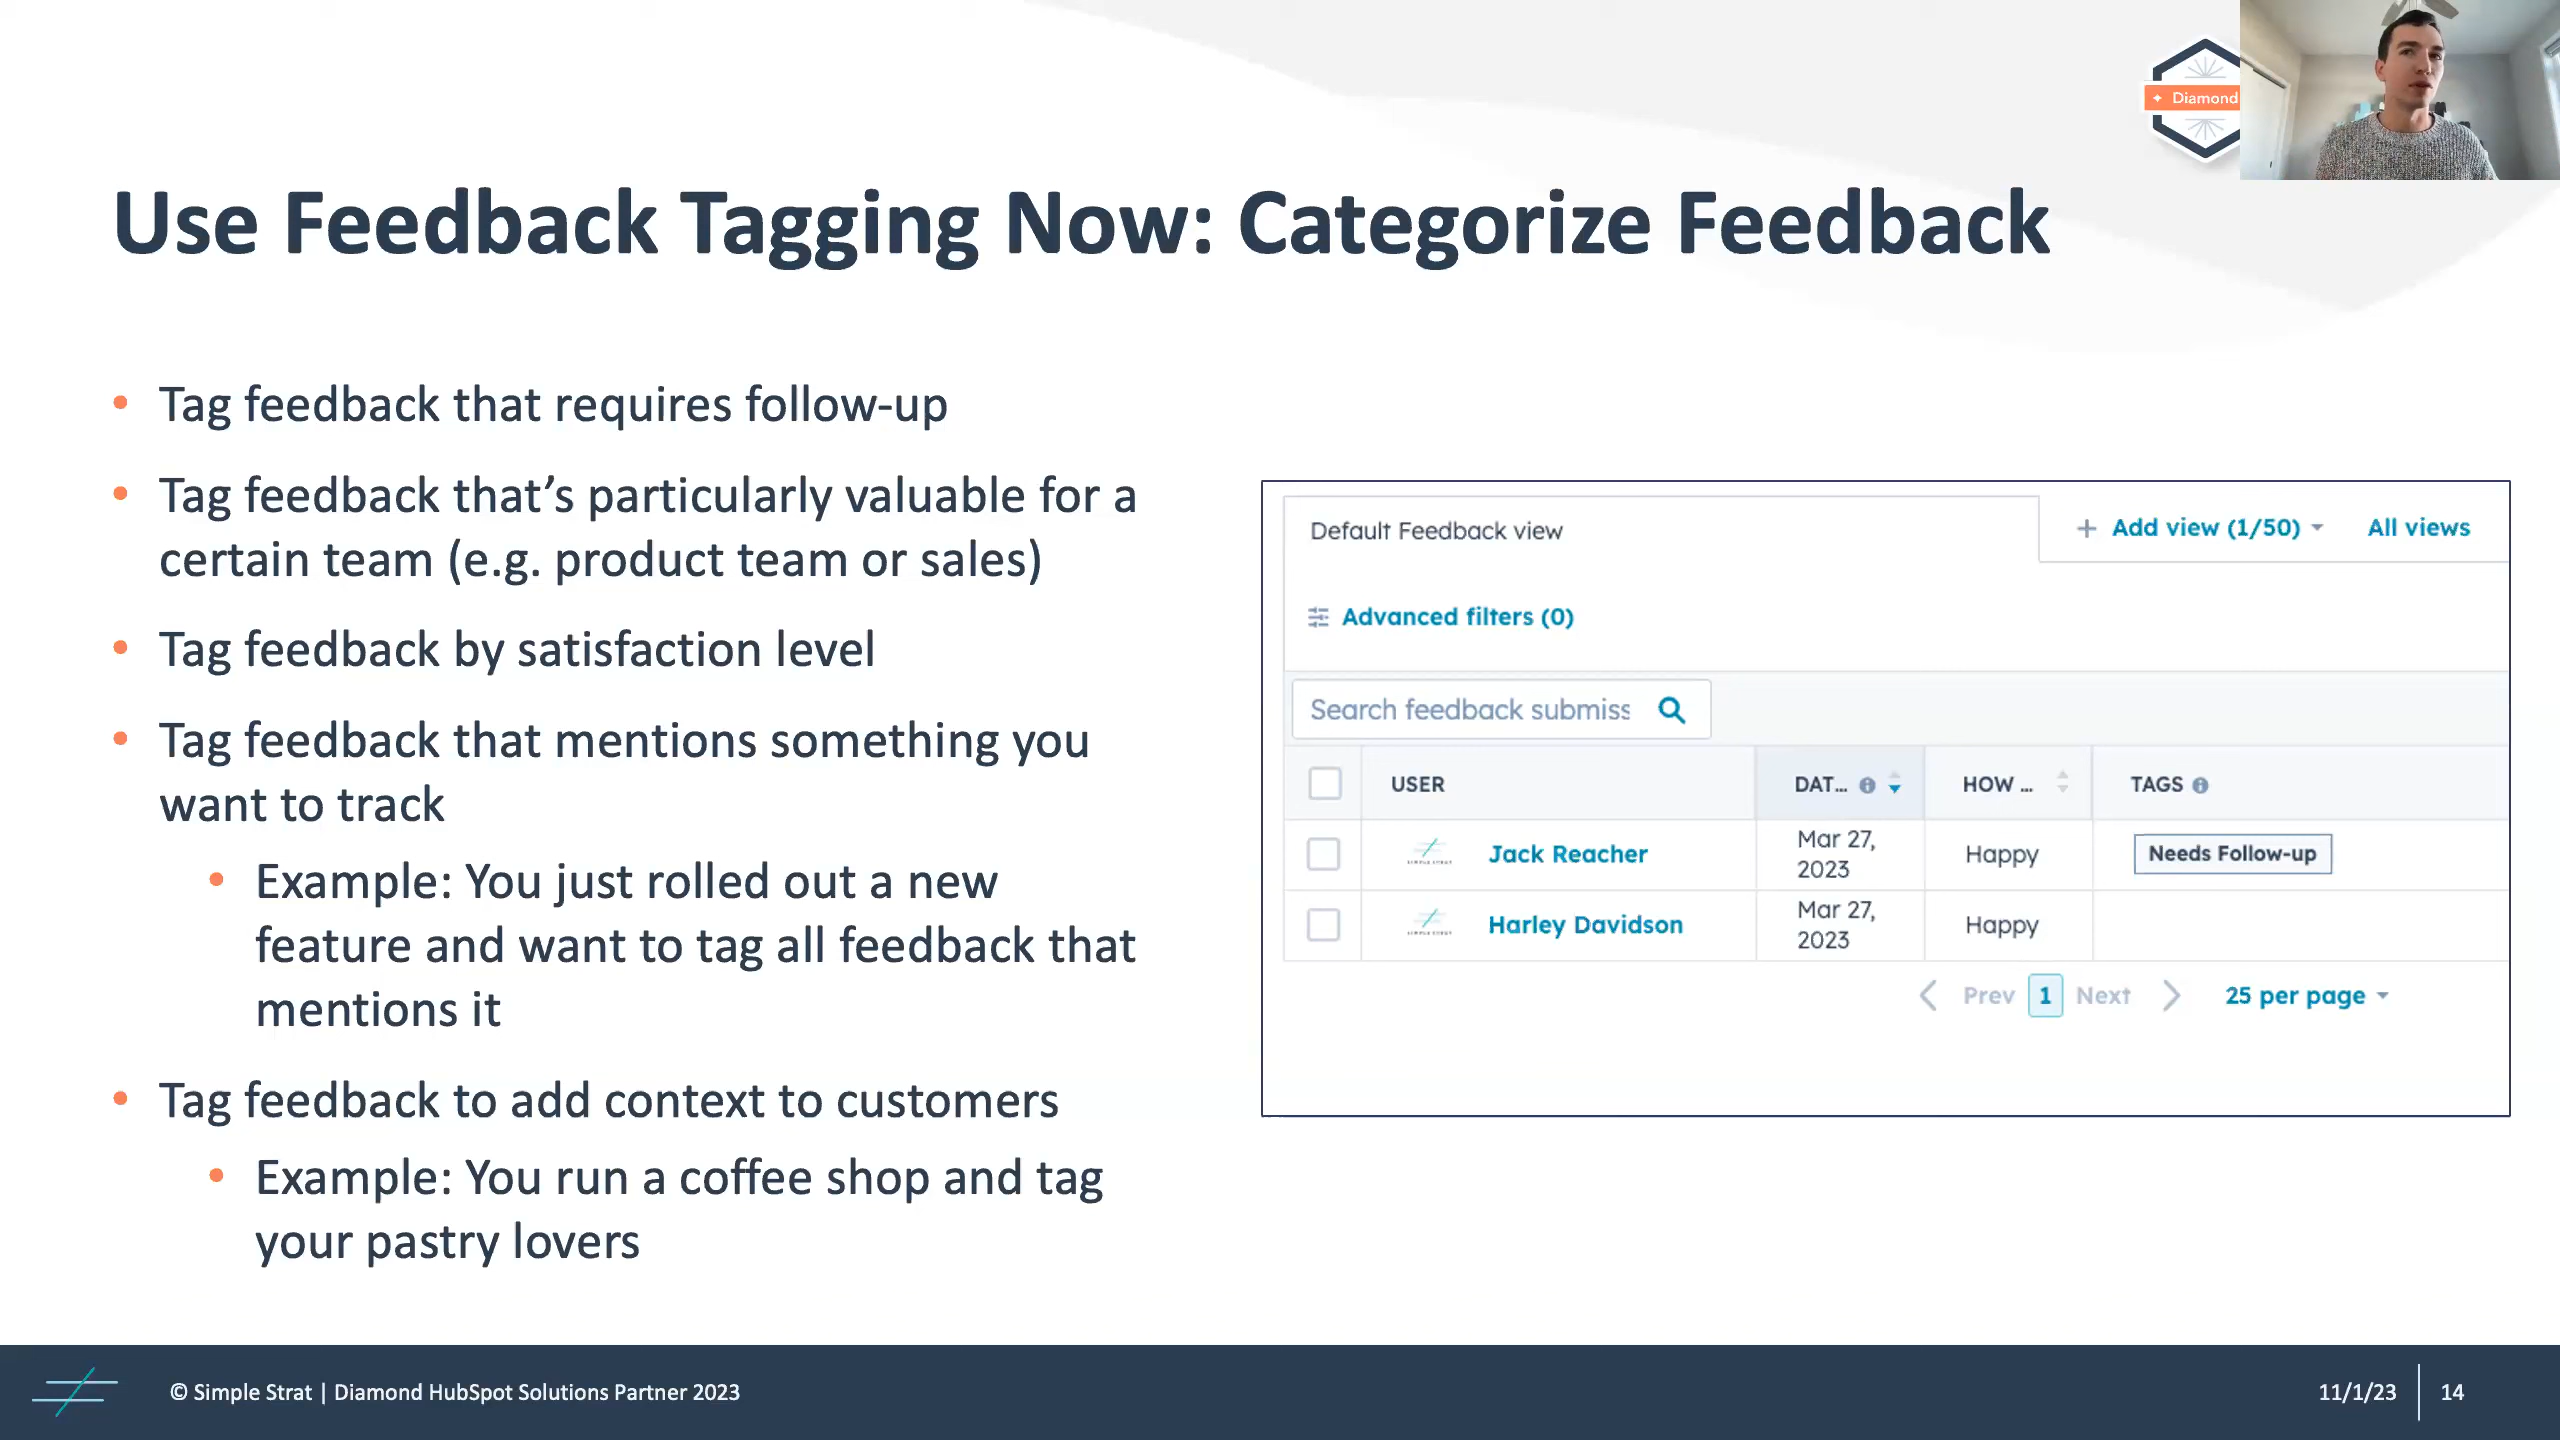 Diamond
Use Feedback Tagging Now: Categorize Feedback
• Tag feedback that requires follow-up
• Tag feedback that’s particularly valuable for a
certain team (e.g. product team or sales)
• Tag feedback by satisfaction level
• Tag feedback that mentions something you
want to track
• Example: You just rolled out a new
feature and want to tag all feedback that
mentions it
• Tag feedback to add context to customers
• Example: You run a coffee shop and tag
your pastry lovers
Default Feedback view
+ Add view (1/50) All views
Advanced filters (0)
Search feedback submiss
USER DAT... HOW ... TAGS
SIMPLE STRAT Jack Reacher Mar 27,
2023 Happy Needs Follow-up
SIMPLE STRAT Harley Davidson Mar 27,
2023 Happy
Prev 1 Next 25 per page
© Simple Strat | Diamond HubSpot Solutions Partner 2023
11/1/23 14